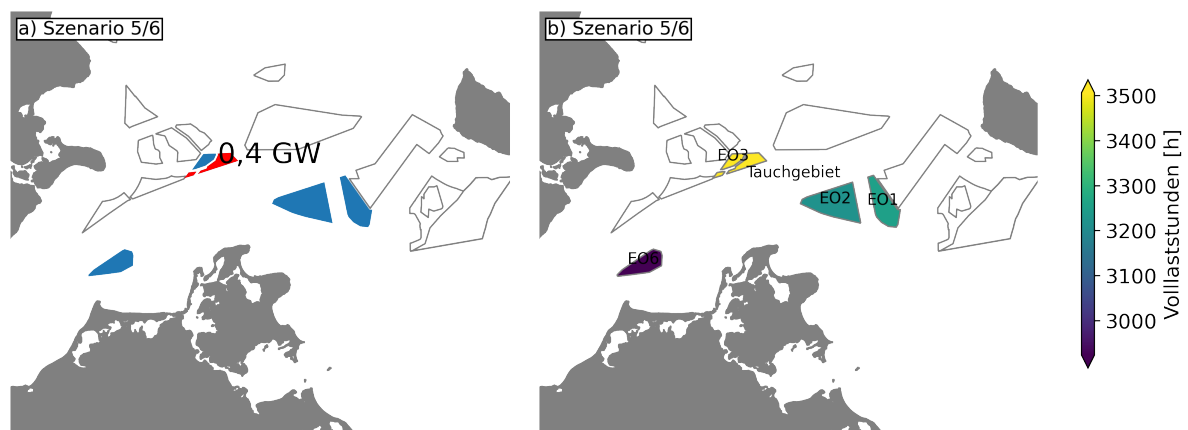 a) Szenario 5/6
0,4 GW
b) Szenario 5/6
EO3
Tauchgebiet
EO2
EO1
EO6
3500
3400
3300
3200
3100
3000
Volllaststunden [h]